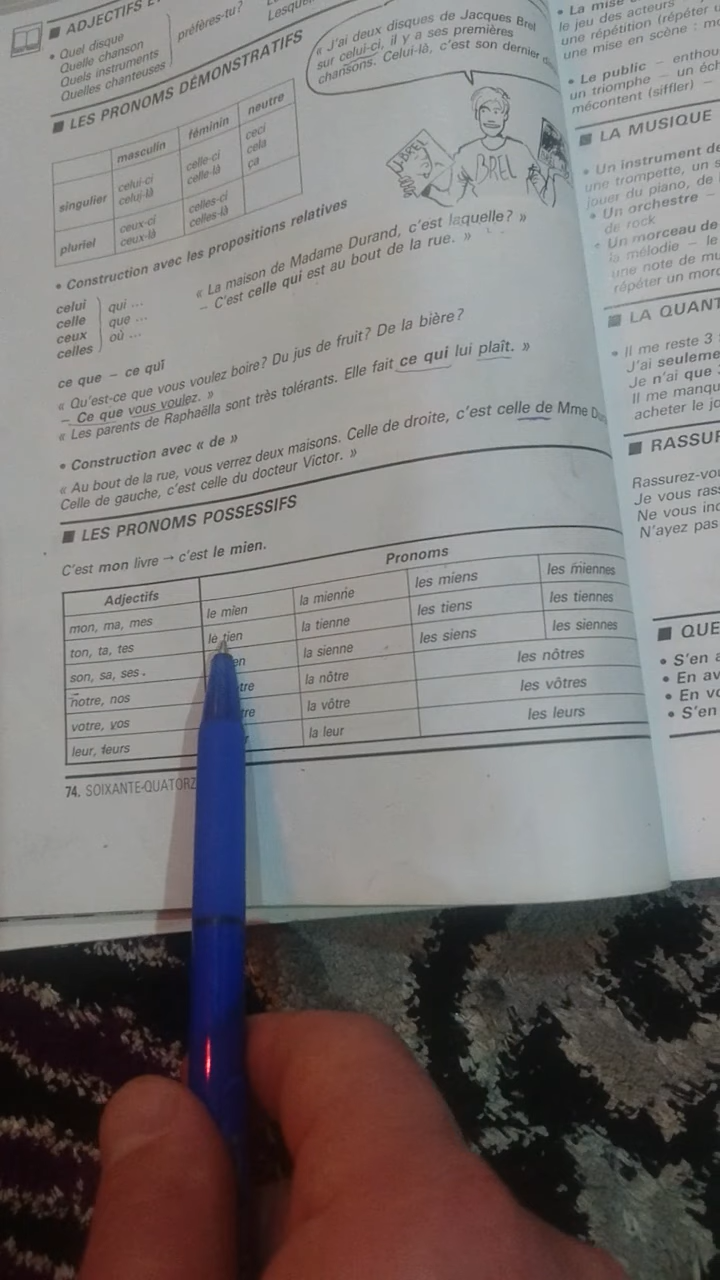 ■ ADJECTIFS
• Quel disque
Quelle chanson
Quels instruments
Quelles chanteuses
préfères-tu?
■ LES PRONOMS DÉMONSTRATIFS
« J'ai deux disques de Jacques Brel
sur celui-ci, il y a ses premières
chansons. Celui-là, c'est son dernier
masculin féminin neutre
singulier celui-ci celle-ci ceci
celui-là celle-là cela
ça
pluriel ceux-ci celles-ci
ceux-là celles-là
J. BREL
BREL
• Construction avec les propositions relatives
celui qui ...
celle que ...
ceux où ...
celles
« La maison de Madame Durand, c'est laquelle? »
– C'est celle qui est au bout de la rue. »
ce que – ce qui
« Qu'est-ce que vous voulez boire? Du jus de fruit? De la bière?
– Ce que vous voulez. »
« Les parents de Raphaëlla sont très tolérants. Elle fait ce qui lui plaît. »
• Construction avec « de »
« Au bout de la rue, vous verrez deux maisons. Celle de droite, c'est celle de Mme
Celle de gauche, c'est celle du docteur Victor. »
■ LES PRONOMS POSSESSIFS
C'est mon livre → c'est le mien.
Adjectifs Pronoms
mon, ma, mes le mien la mienne les miens les miennes
ton, ta, tes le tien la tienne les tiens les tiennes
son, sa, ses la sienne les siens les siennes
notre, nos la nôtre les nôtres
votre, vos la vôtre les vôtres
leur, leurs la leur les leurs
74. SOIXANTE-QUATORZ
• La mise
le jeu des acteurs
une répétition (répéter
une mise en scène : m
• Le public – enthou
un triomphe – un éch
mécontent (siffler) –
■ LA MUSIQUE
• Un instrument de
une trompette, un s
jouer du piano, de
• Un orchestre –
de rock
• Un morceau de
la mélodie – le
une note de mu
répéter un morc
■ LA QUANT
• Il me reste 3
J'ai seuleme
Je n'ai que
Il me manqu
acheter le jo
■ RASSUR
Rassurez-vou
Je vous rass
Ne vous inq
N'ayez pas
■ QUE
• S'en a
• En av
• En vo
• S'en